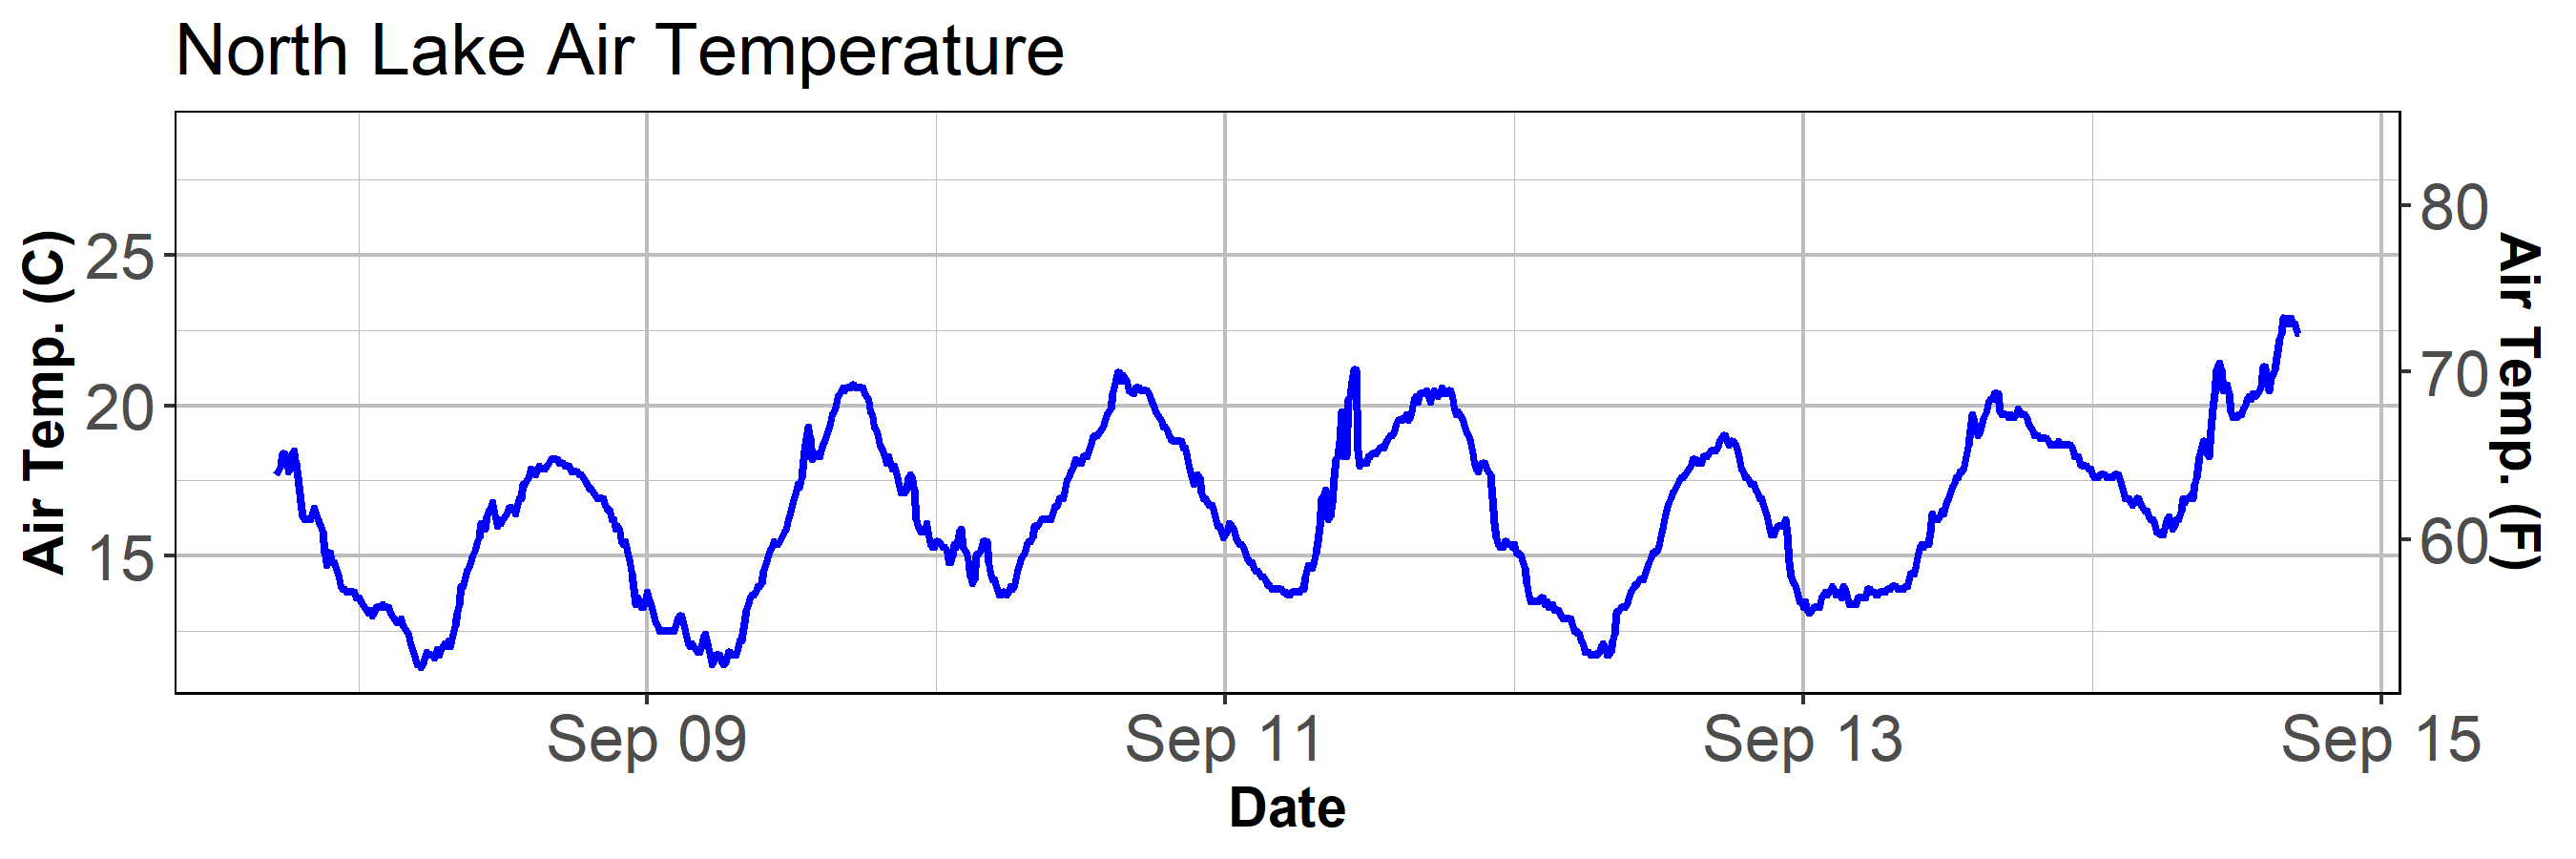 North Lake Air Temperature
Air Temp. (C)
25
20
15
80
70
60
Air Temp. (F)
Sep 09 Sep 11 Sep 13 Sep 15
Date